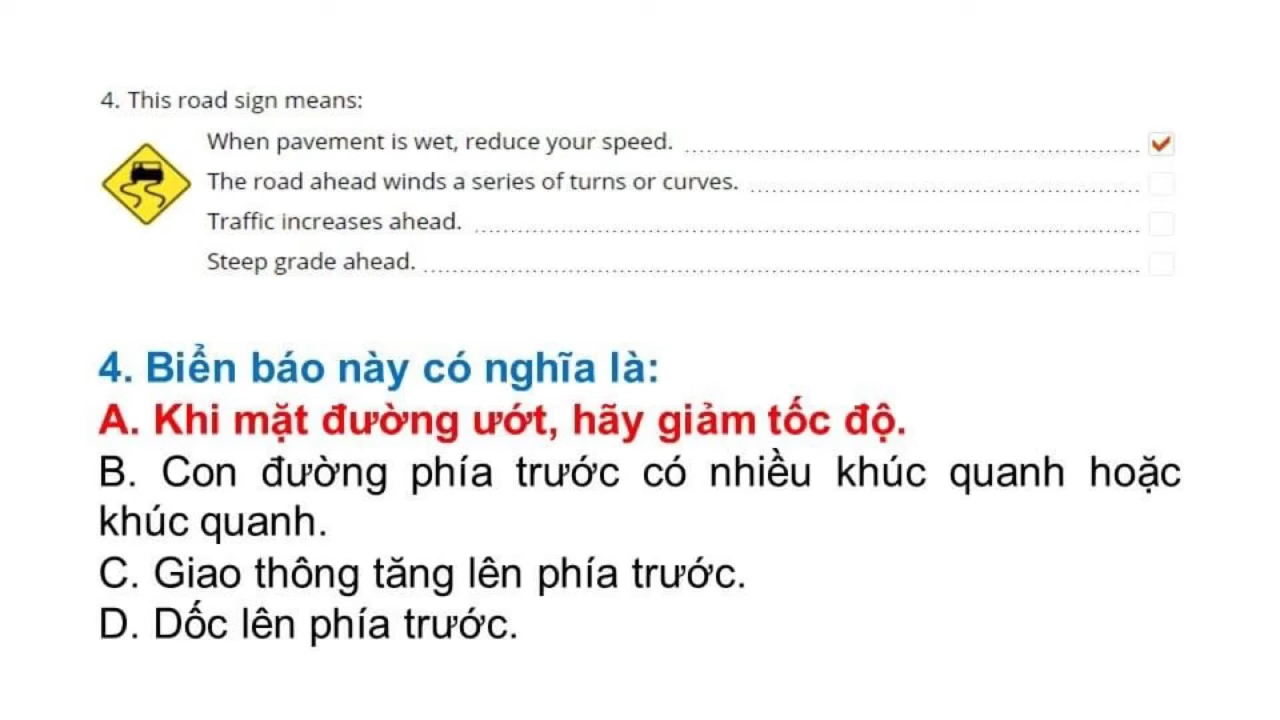 4. This road sign means:
When pavement is wet, reduce your speed.
The road ahead winds a series of turns or curves.
Traffic increases ahead.
Steep grade ahead.
4. Biển báo này có nghĩa là:
A. Khi mặt đường ướt, hãy giảm tốc độ.
B. Con đường phía trước có nhiều khúc quanh hoặc
khúc quanh.
C. Giao thông tăng lên phía trước.
D. Dốc lên phía trước.